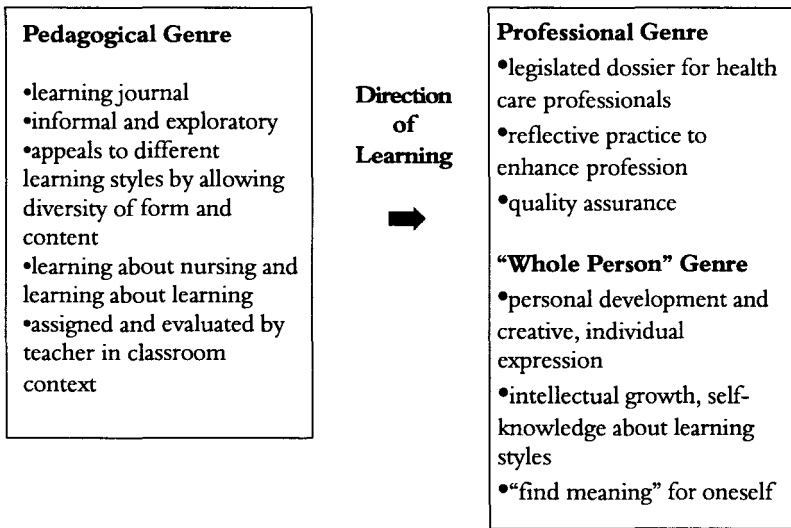 Pedagogical Genre
•learning journal
•informal and exploratory
•appeals to different
learning styles by allowing
diversity of form and
content
•learning about nursing and
learning about learning
•assigned and evaluated by
teacher in classroom
context
Direction
of
Learning
Professional Genre
•legislated dossier for health
care professionals
•reflective practice to
enhance profession
•quality assurance
“Whole Person” Genre
•personal development and
creative, individual
expression
•intellectual growth, self-
knowledge about learning
styles
•“find meaning” for oneself